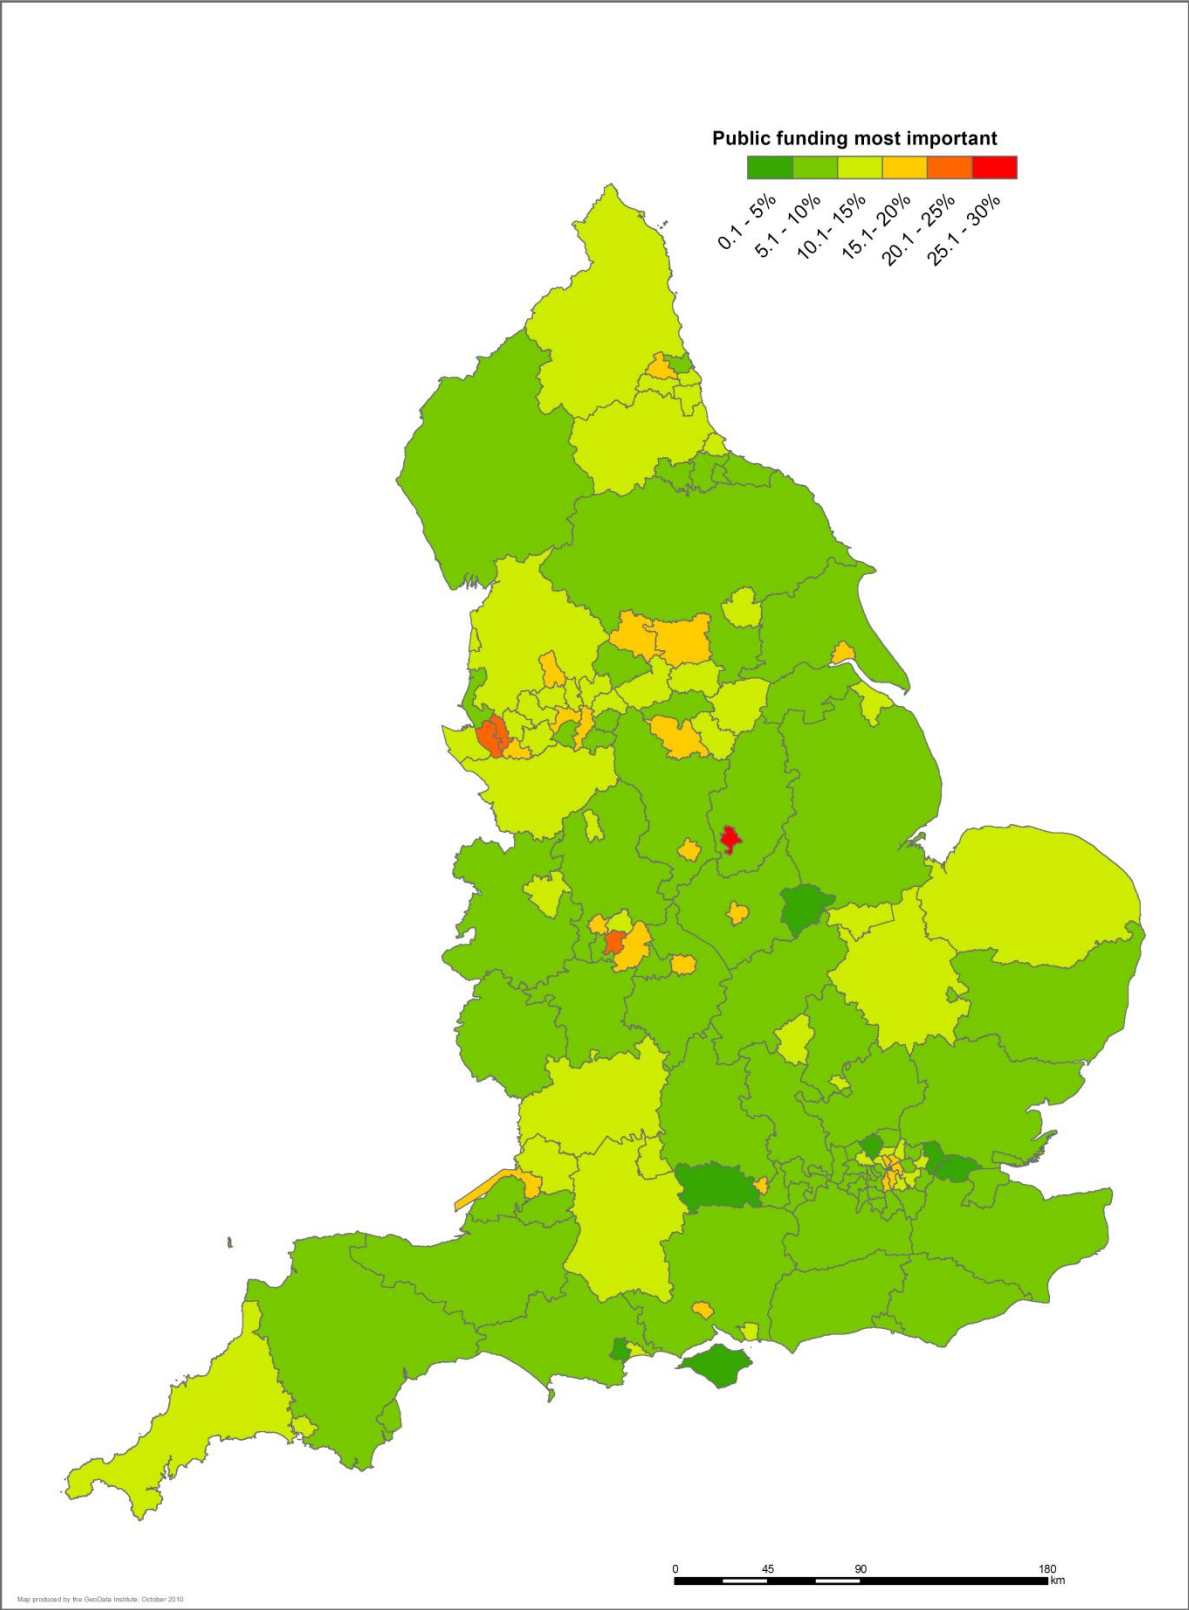 Public funding most important
0.1 - 5%
5.1 - 10%
10.1- 15%
15.1- 20%
20.1 - 25%
25.1 - 30%
0 45 90 180
km
Map produced by the GeoData Institute. October 2010